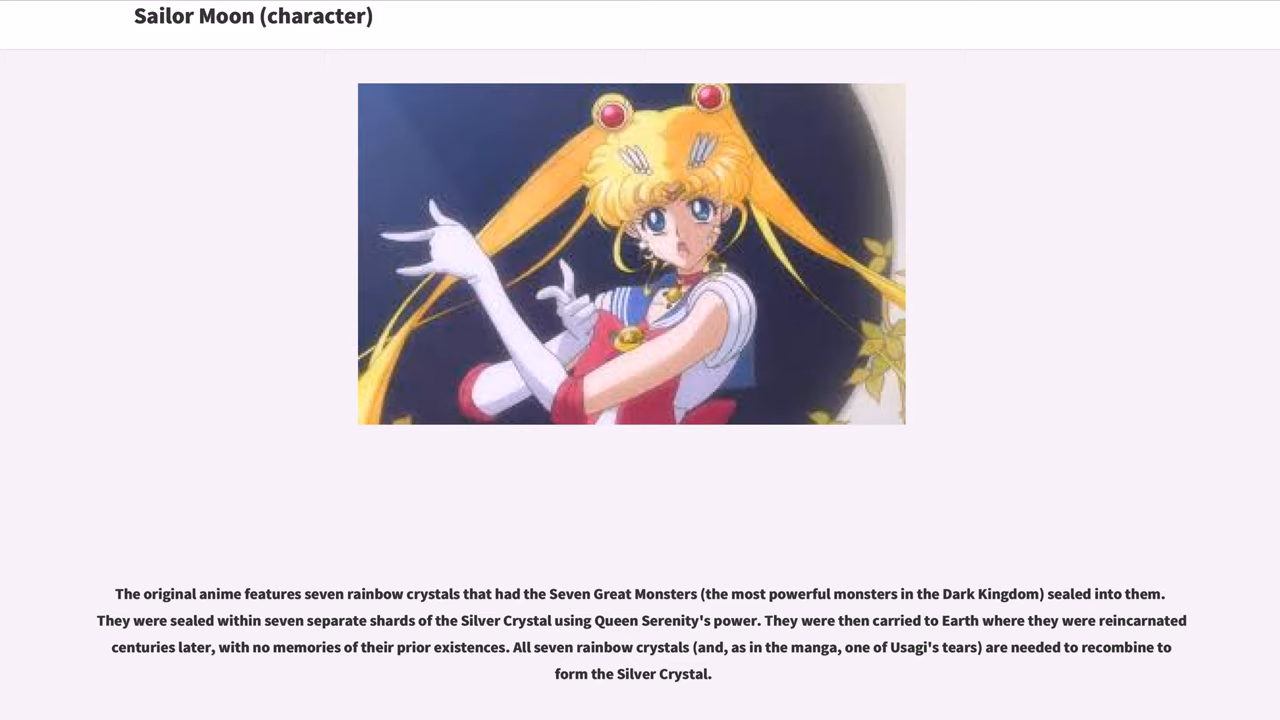 Sailor Moon (character)
The original anime features seven rainbow crystals that had the Seven Great Monsters (the most powerful monsters in the Dark Kingdom) sealed into them.
They were sealed within seven separate shards of the Silver Crystal using Queen Serenity's power. They were then carried to Earth where they were reincarnated
centuries later, with no memories of their prior existences. All seven rainbow crystals (and, as in the manga, one of Usagi's tears) are needed to recombine to
form the Silver Crystal.